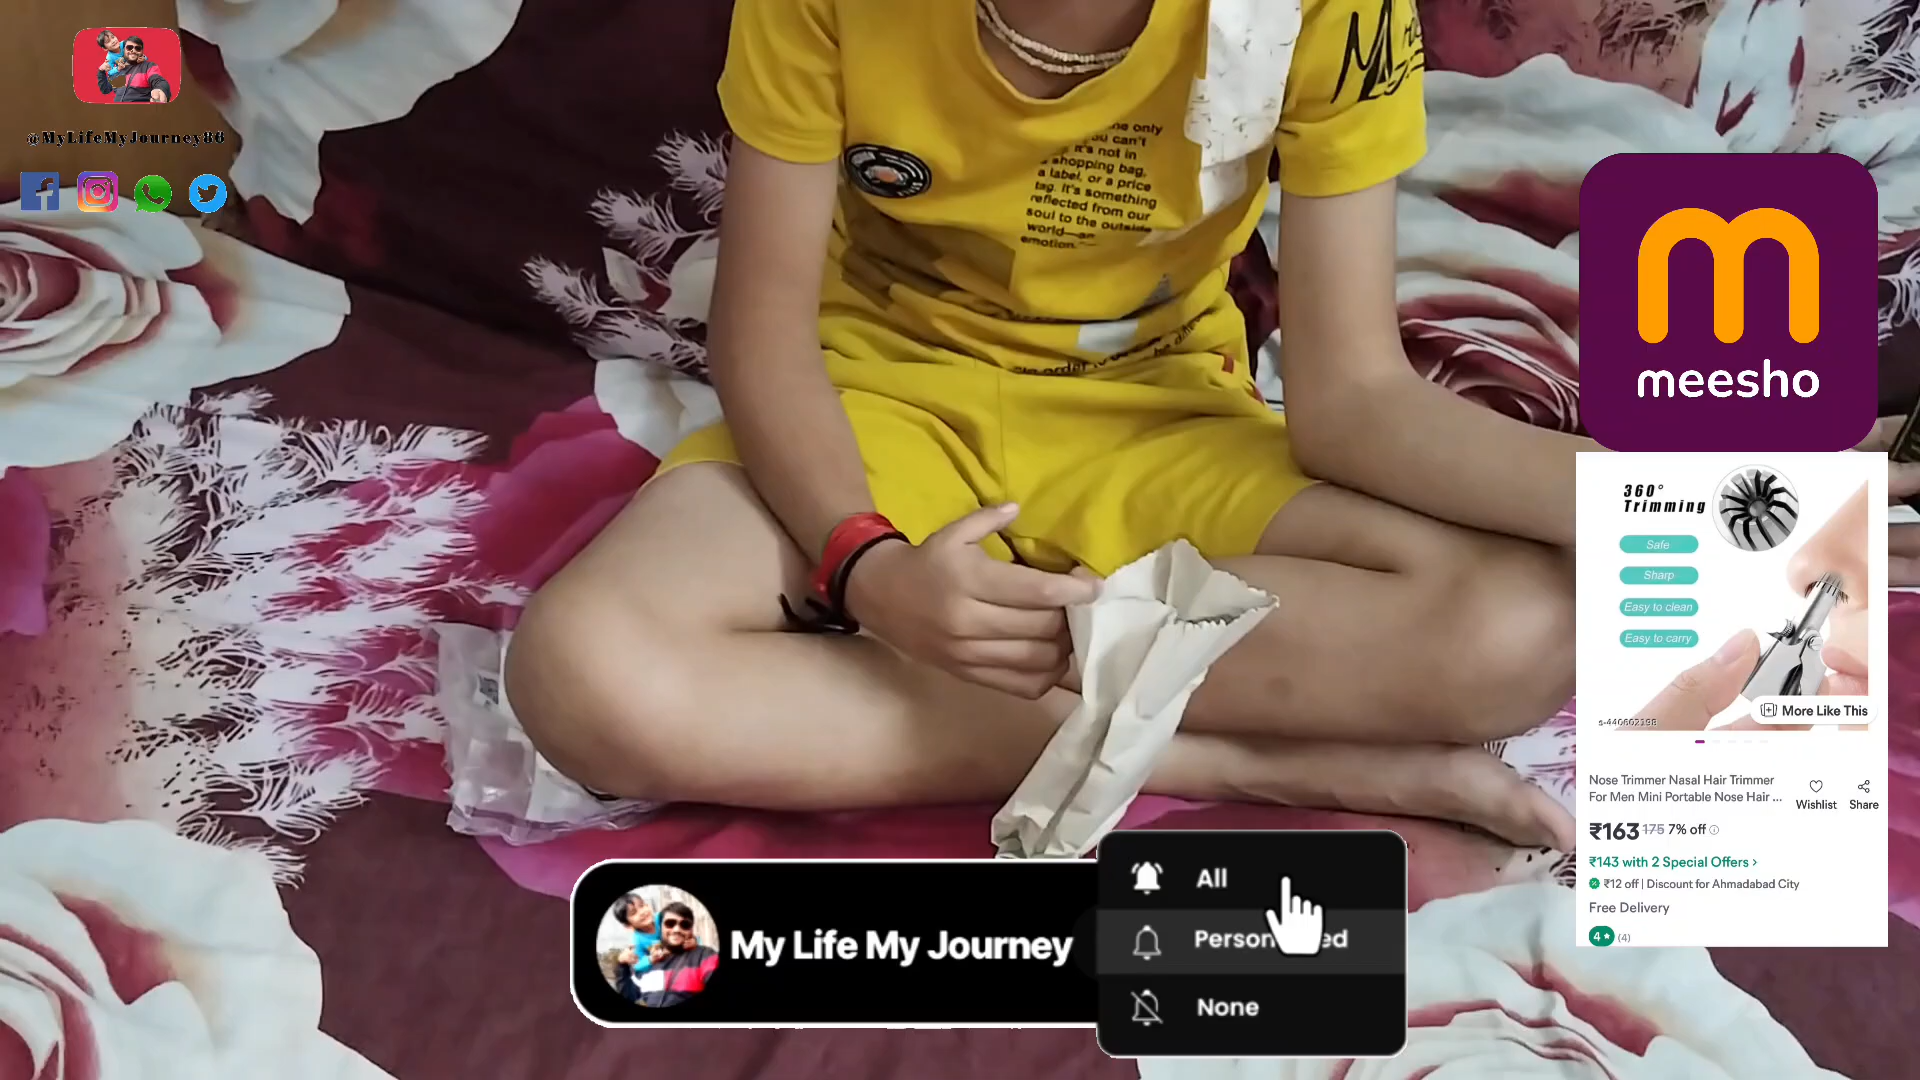 @MyLifeMyJourney86
you can't
it's not in
shopping bag,
a label, or a price
tag. it's something
reflected from our
soul to the outside
world—an
emotion.
meesho
360°
Trimming
Safe
Sharp
Easy to clean
Easy to carry
s-440602198
More Like This
Nose Trimmer Nasal Hair Trimmer
For Men Mini Portable Nose Hair ...
Wishlist Share
₹163 175 7% off
₹143 with 2 Special Offers >
₹12 off | Discount for Ahmadabad City
Free Delivery
4★ (4)
My Life My Journey
All
None